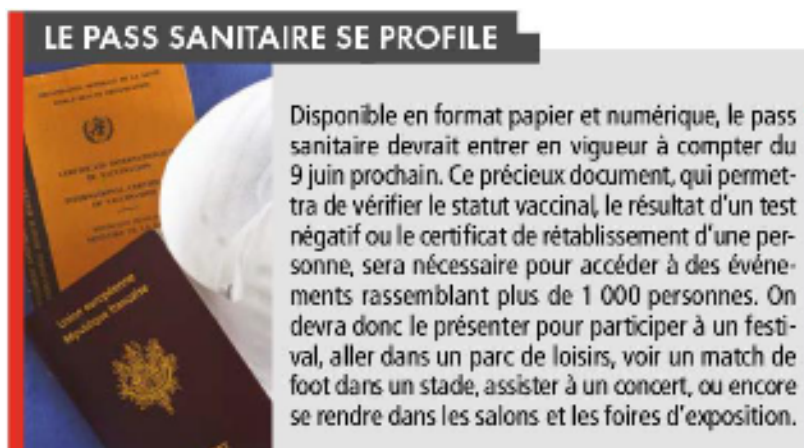 LE PASS SANITAIRE SE PROFILE
Union européenne
République française
Disponible en format papier et numérique, le pass
sanitaire devrait entrer en vigueur à compter du
9 juin prochain. Ce précieux document, qui permet-
tra de vérifier le statut vaccinal, le résultat d'un test
négatif ou le certificat de rétablissement d'une per-
sonne, sera nécessaire pour accéder à des événe-
ments rassemblant plus de 1 000 personnes. On
devra donc le présenter pour participer à un festi-
val, aller dans un parc de loisirs, voir un match de
foot dans un stade, assister à un concert, ou encore
se rendre dans les salons et les foires d'exposition.